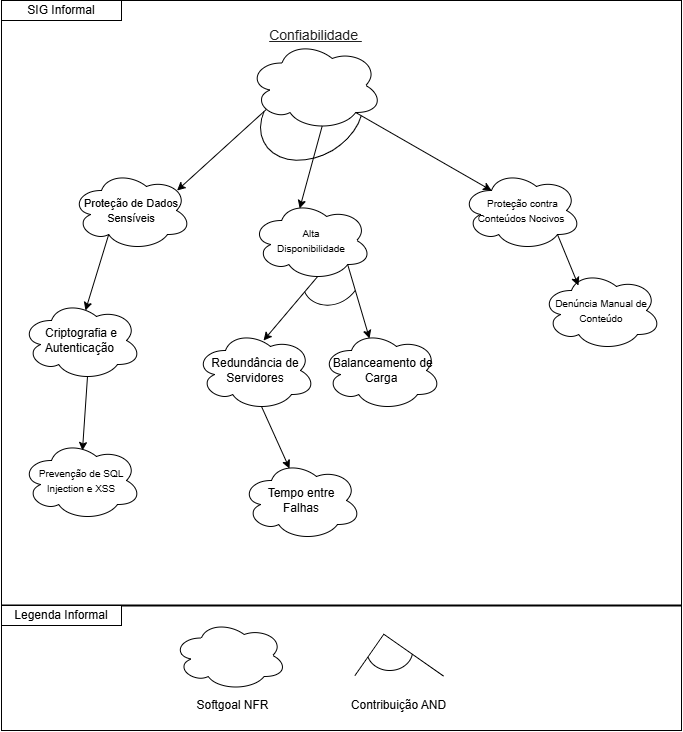 SIG Informal
Confiabilidade
Proteção de Dados
Sensíveis
Alta
Disponibilidade
Proteção contra
Conteúdos Nocivos
Criptografia e
Autenticação
Redundância de
Servidores
Balanceamento de
Carga
Denúncia Manual de
Conteúdo
Prevenção de SQL
Injection e XSS
Tempo entre
Falhas
Legenda Informal
Softgoal NFR
Contribuição AND